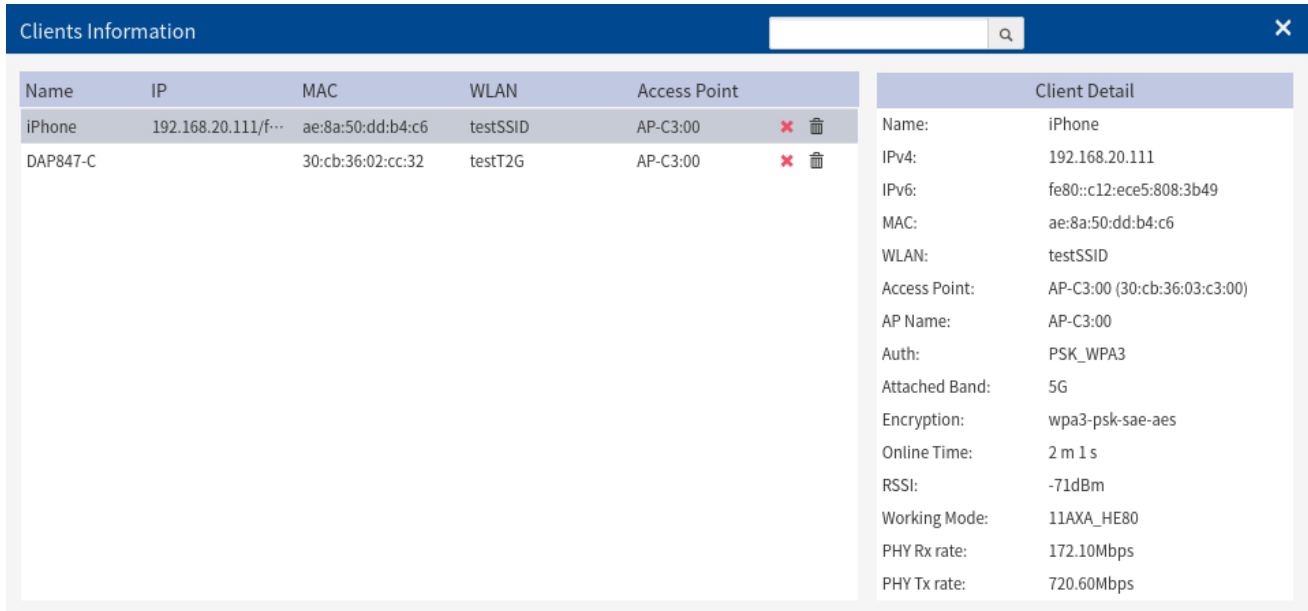 Clients Information
Name IP MAC WLAN Access Point
iPhone 192.168.20.111/f··· ae:8a:50:dd:b4:c6 testSSID AP-C3:00
DAP847-C 30:cb:36:02:cc:32 testT2G AP-C3:00
Client Detail
Name: iPhone
IPv4: 192.168.20.111
IPv6: fe80::c12:ece5:808:3b49
MAC: ae:8a:50:dd:b4:c6
WLAN: testSSID
Access Point: AP-C3:00 (30:cb:36:03:c3:00)
AP Name: AP-C3:00
Auth: PSK_WPA3
Attached Band: 5G
Encryption: wpa3-psk-sae-aes
Online Time: 2 m 1 s
RSSI: -71dBm
Working Mode: 11AXA_HE80
PHY Rx rate: 172.10Mbps
PHY Tx rate: 720.60Mbps